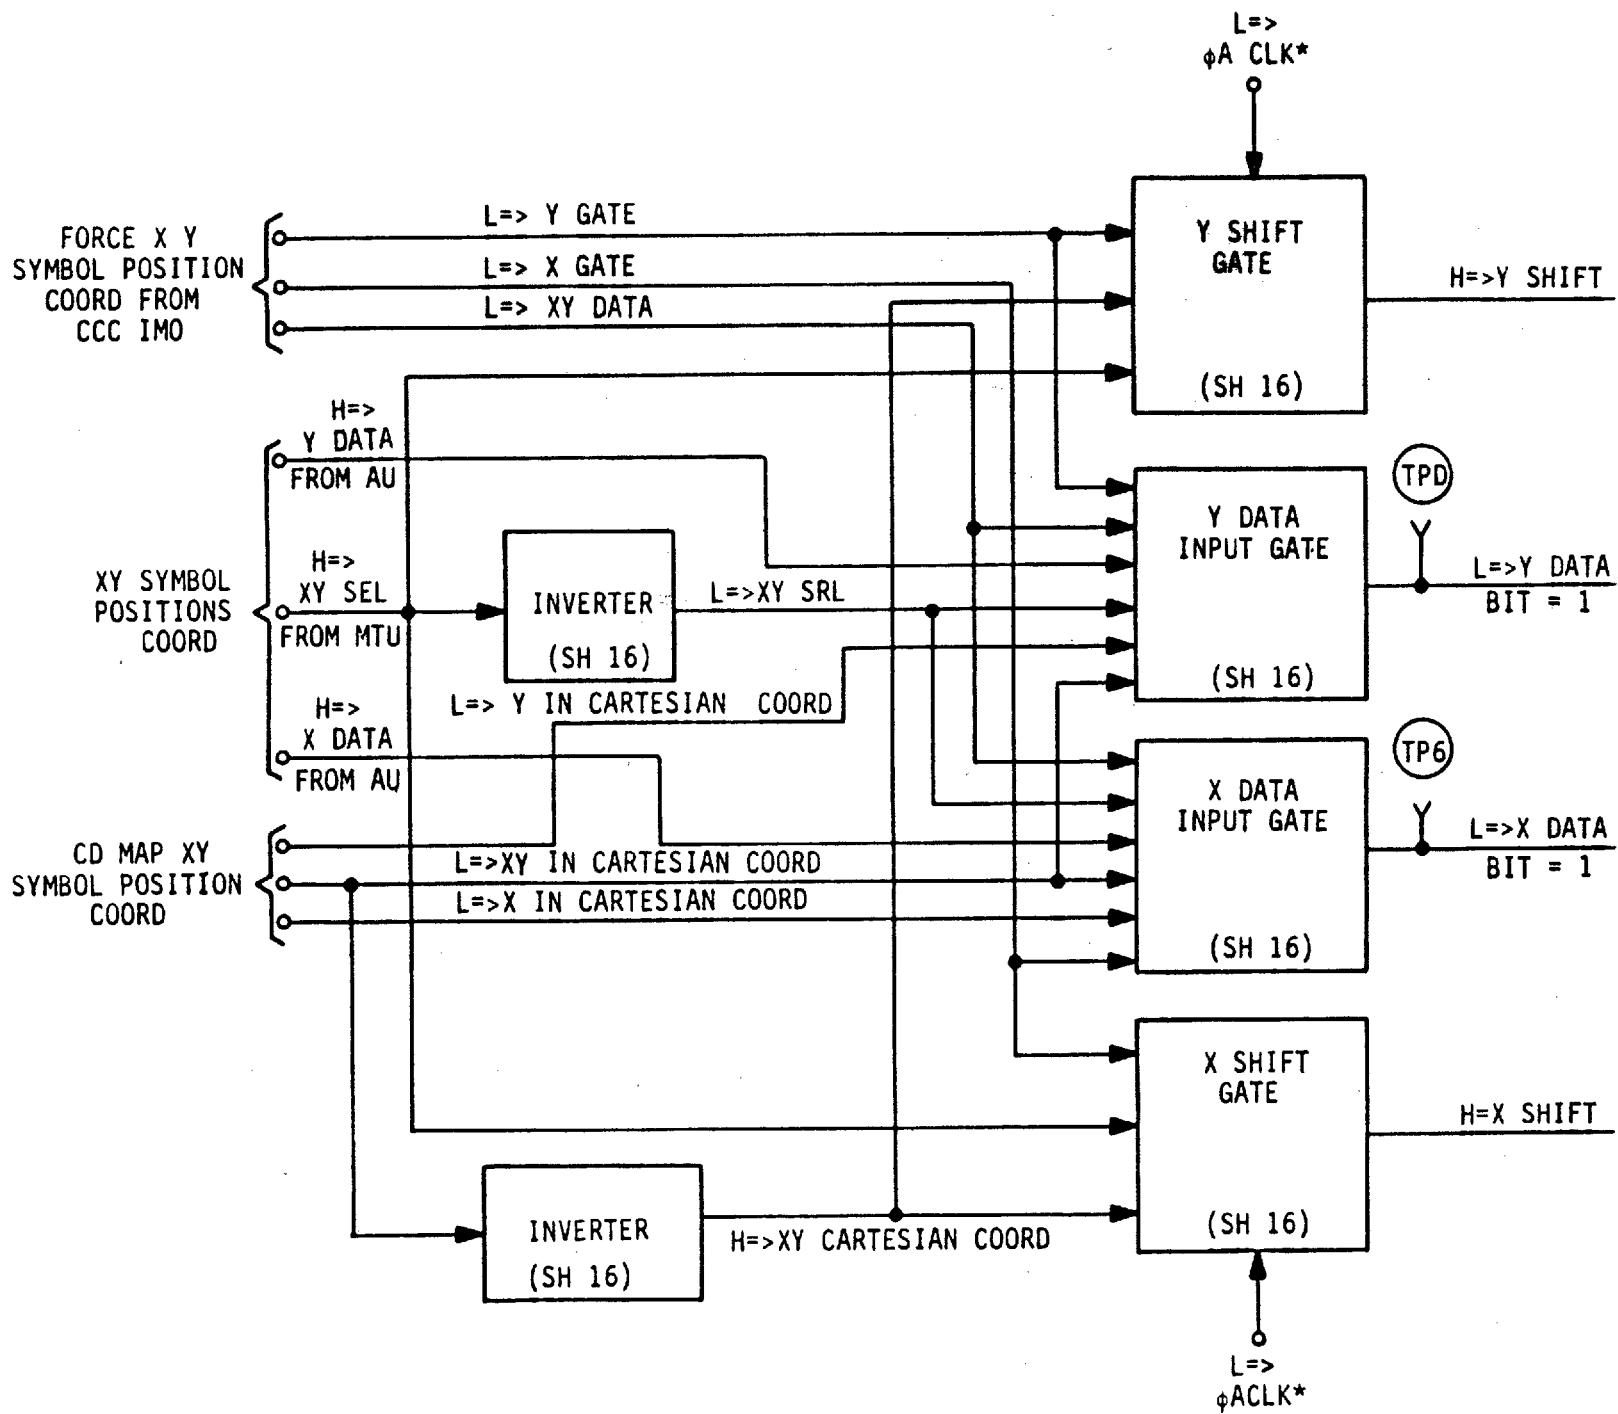 L=>
ϕA CLK*
FORCE X Y
SYMBOL POSITION
COORD FROM
CCC IMO
L=> Y GATE
L=> X GATE
L=> XY DATA
Y SHIFT
GATE
(SH 16)
H=>Y SHIFT
XY SYMBOL
POSITIONS
COORD
H=>
Y DATA
FROM AU
H=>
XY SEL
FROM MTU
H=>
X DATA
FROM AU
INVERTER
(SH 16)
L=>XY SRL
L=> Y IN CARTESIAN COORD
Y DATA
INPUT GATE
(SH 16)
TPD
L=>Y DATA
BIT = 1
CD MAP XY
SYMBOL POSITION
COORD
L=>XY IN CARTESIAN COORD
L=>X IN CARTESIAN COORD
X DATA
INPUT GATE
(SH 16)
TP6
L=>X DATA
BIT = 1
X SHIFT
GATE
(SH 16)
H=X SHIFT
INVERTER
(SH 16)
H=>XY CARTESIAN COORD
L=>
ϕACLK*